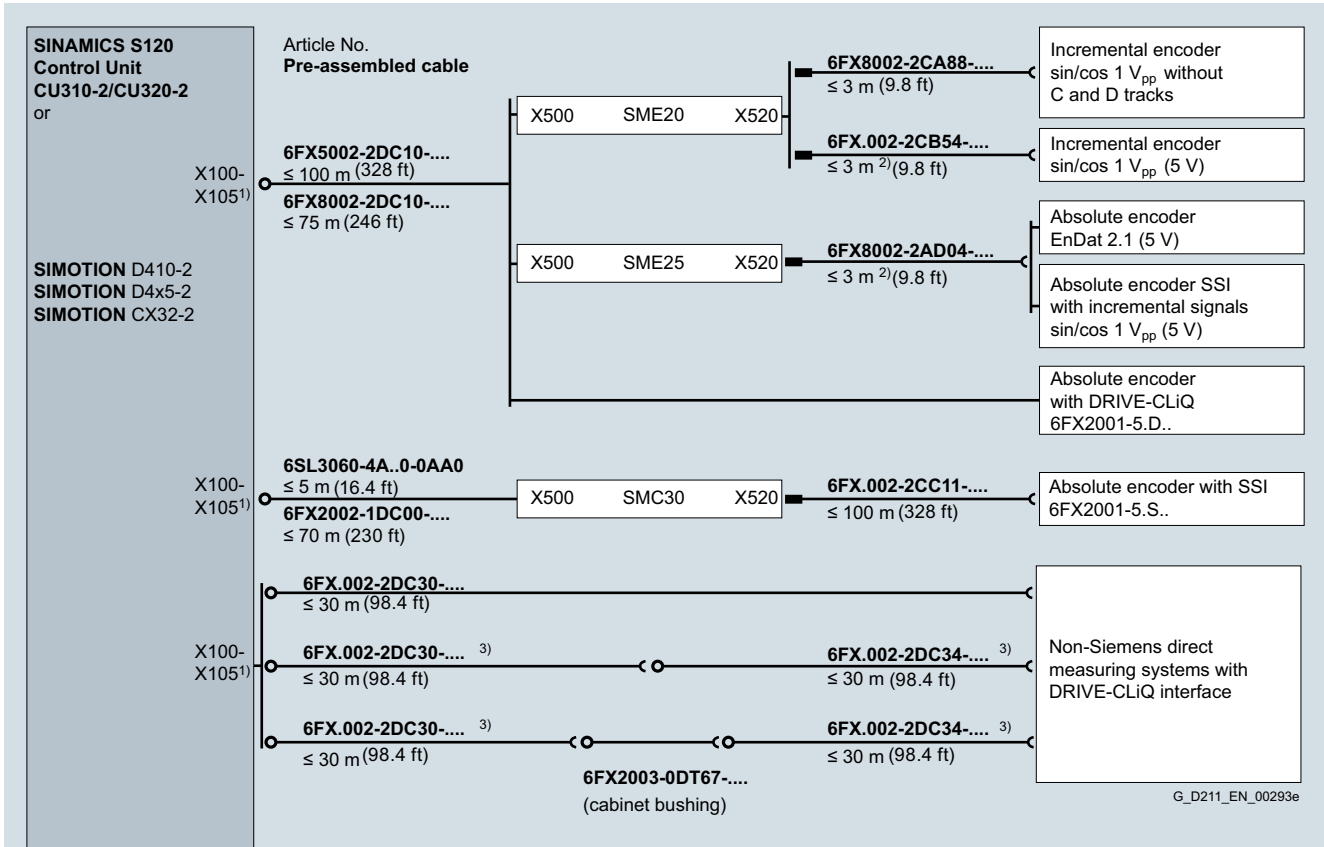 SINAMICS S120
Control Unit
CU310-2/CU320-2
or
X100-
X105¹⁾
SIMOTION D410-2
SIMOTION D4x5-2
SIMOTION CX32-2
X100-
X105¹⁾
X100-
X105¹⁾
Article No.
Pre-assembled cable
6FX5002-2DC10-....
≤ 100 m (328 ft)
6FX8002-2DC10-....
≤ 75 m (246 ft)
X500 SME20 X520
6FX8002-2CA88-....
≤ 3 m (9.8 ft)
Incremental encoder
sin/cos 1 Vpp without
C and D tracks
6FX.002-2CB54-....
≤ 3 m ²⁾(9.8 ft)
Incremental encoder
sin/cos 1 Vpp (5 V)
X500 SME25 X520
6FX8002-2AD04-....
≤ 3 m ²⁾(9.8 ft)
Absolute encoder
EnDat 2.1 (5 V)
Absolute encoder SSI
with incremental signals
sin/cos 1 Vpp (5 V)
Absolute encoder
with DRIVE-CLiQ
6FX2001-5.D..
6SL3060-4A..0-0AA0
≤ 5 m (16.4 ft)
6FX2002-1DC00-....
≤ 70 m (230 ft)
X500 SMC30 X520
6FX.002-2CC11-....
≤ 100 m (328 ft)
Absolute encoder with SSI
6FX2001-5.S..
6FX.002-2DC30-....
≤ 30 m (98.4 ft)
6FX.002-2DC30-.... ³⁾
≤ 30 m (98.4 ft)
6FX.002-2DC34-.... ³⁾
≤ 30 m (98.4 ft)
6FX.002-2DC30-.... ³⁾
≤ 30 m (98.4 ft)
6FX2003-0DT67-....
(cabinet bushing)
6FX.002-2DC34-.... ³⁾
≤ 30 m (98.4 ft)
Non-Siemens direct
measuring systems with
DRIVE-CLiQ interface
G_D211_EN_00293e